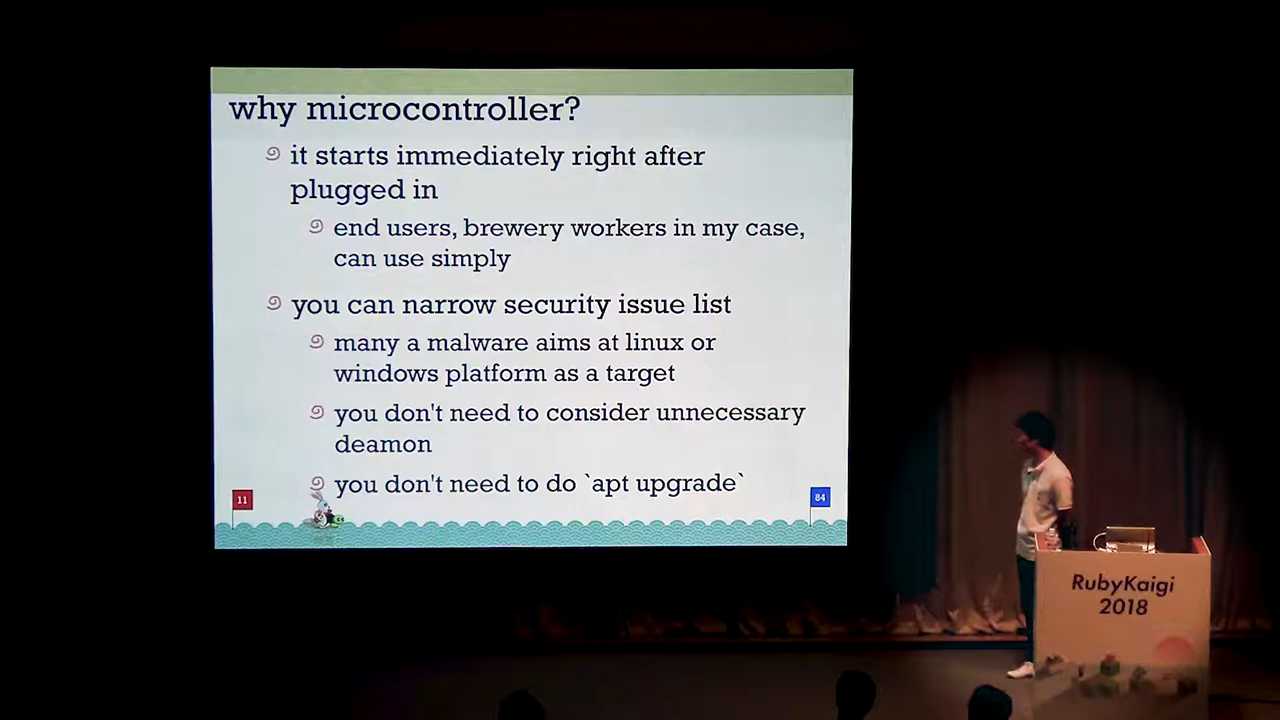 why microcontroller?
it starts immediately right after
plugged in
end users, brewery workers in my case,
can use simply
you can narrow security issue list
many a malware aims at linux or
windows platform as a target
you don't need to consider unnecessary
deamon
you don't need to do `apt upgrade`
11
84
RubyKaigi
2018